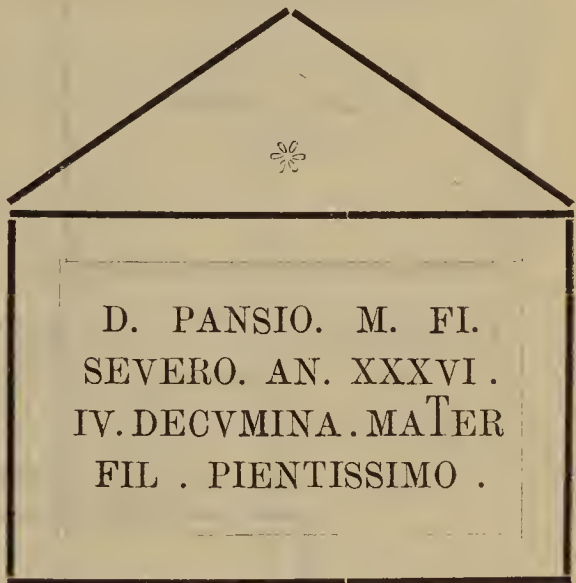 D. PANSIO. M. FI.
SEVERO. AN. XXXVI .
IV. DECVMINA . MATER
FIL . PIENTISSIMO .